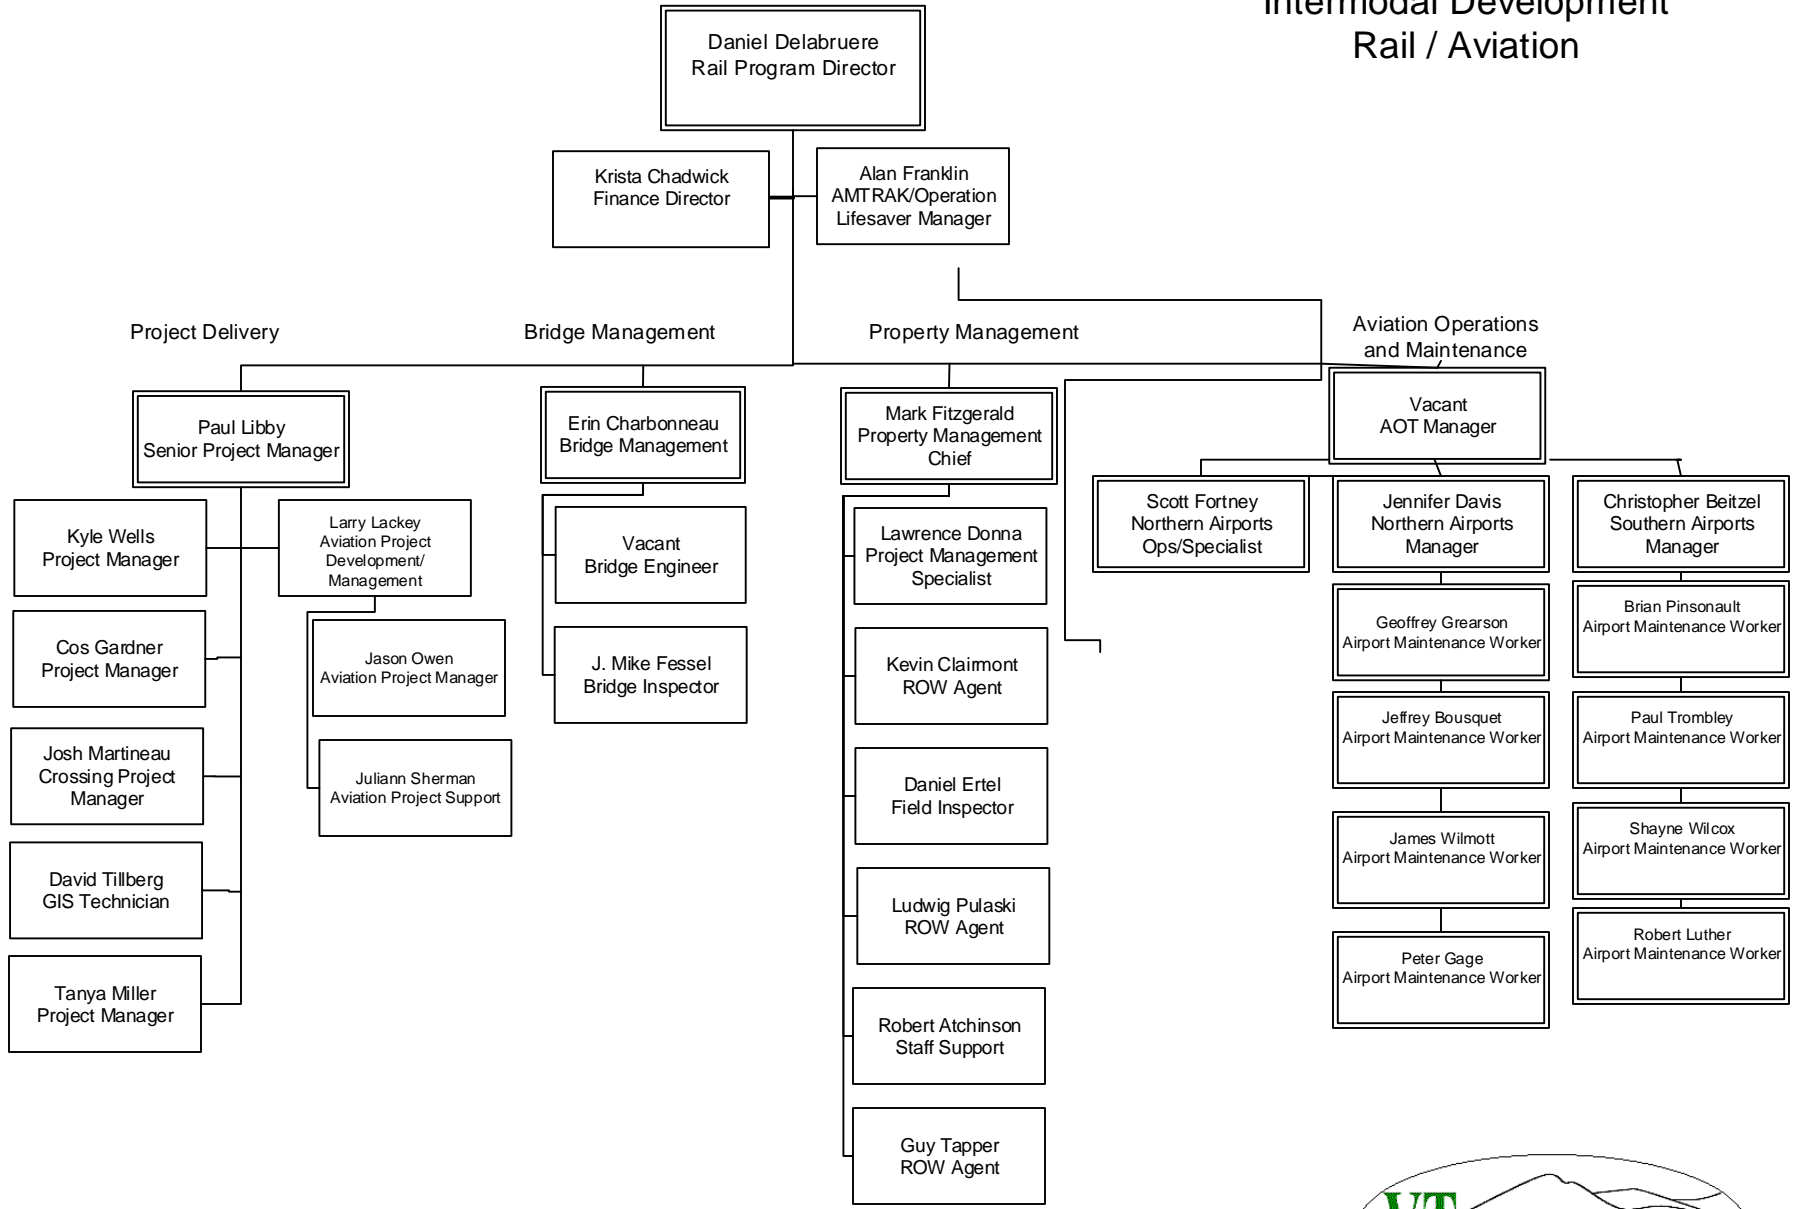 Intermodal Development
Rail / Aviation
Daniel Delabruere
Rail Program Director
Krista Chadwick
Finance Director
Alan Franklin
AMTRAK/Operation
Lifesaver Manager
Project Delivery
Bridge Management
Property Management
Aviation Operations
and Maintenance
Paul Libby
Senior Project Manager
Erin Charbonneau
Bridge Management
Mark Fitzgerald
Property Management
Chief
Vacant
AOT Manager
Kyle Wells
Project Manager
Larry Lackey
Aviation Project
Development/
Management
Cos Gardner
Project Manager
Jason Owen
Aviation Project Manager
Josh Martineau
Crossing Project
Manager
Juliann Sherman
Aviation Project Support
David Tillberg
GIS Technician
Tanya Miller
Project Manager
Vacant
Bridge Engineer
J. Mike Fessel
Bridge Inspector
Lawrence Donna
Project Management
Specialist
Kevin Clairmont
ROW Agent
Daniel Ertel
Field Inspector
Ludwig Pulaski
ROW Agent
Robert Atchinson
Staff Support
Guy Tapper
ROW Agent
Scott Fortney
Northern Airports
Ops/Specialist
Jennifer Davis
Northern Airports
Manager
Geoffrey Grearson
Airport Maintenance Worker
Jeffrey Bousquet
Airport Maintenance Worker
James Wilmott
Airport Maintenance Worker
Peter Gage
Airport Maintenance Worker
Christopher Beitzel
Southern Airports
Manager
Brian Pinsonault
Airport Maintenance Worker
Paul Trombley
Airport Maintenance Worker
Shayne Wilcox
Airport Maintenance Worker
Robert Luther
Airport Maintenance Worker
VT